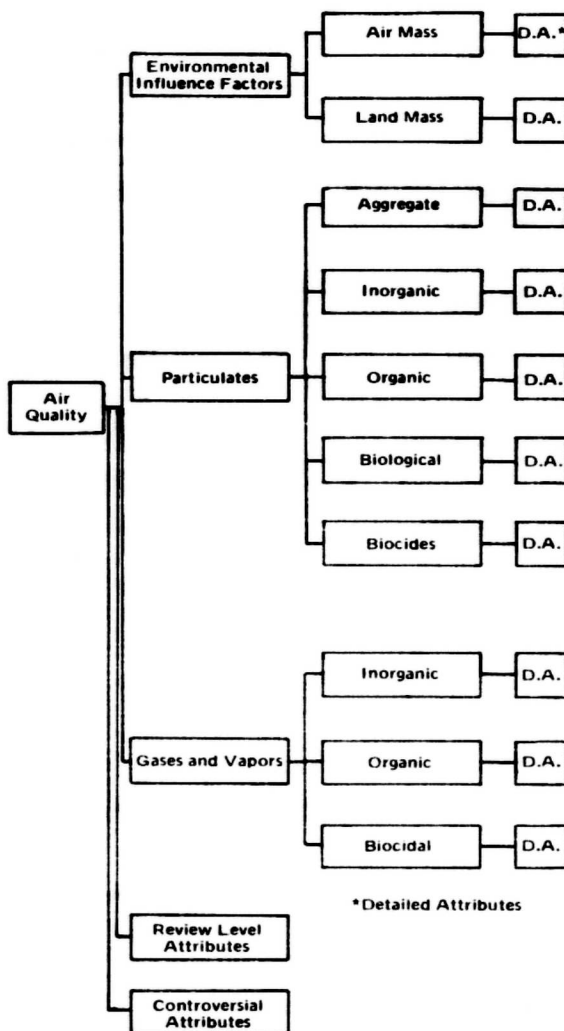 Air Mass
D.A.*
Environmental
Influence Factors
Land Mass
D.A.
Aggregate
D.A.
Inorganic
D.A.
Particulates
Organic
D.A.
Air
Quality
Biological
D.A.
Biocides
D.A.
Inorganic
D.A.
Gases and Vapors
Organic
D.A.
Biocidal
D.A.
*Detailed Attributes
Review Level
Attributes
Controversial
Attributes